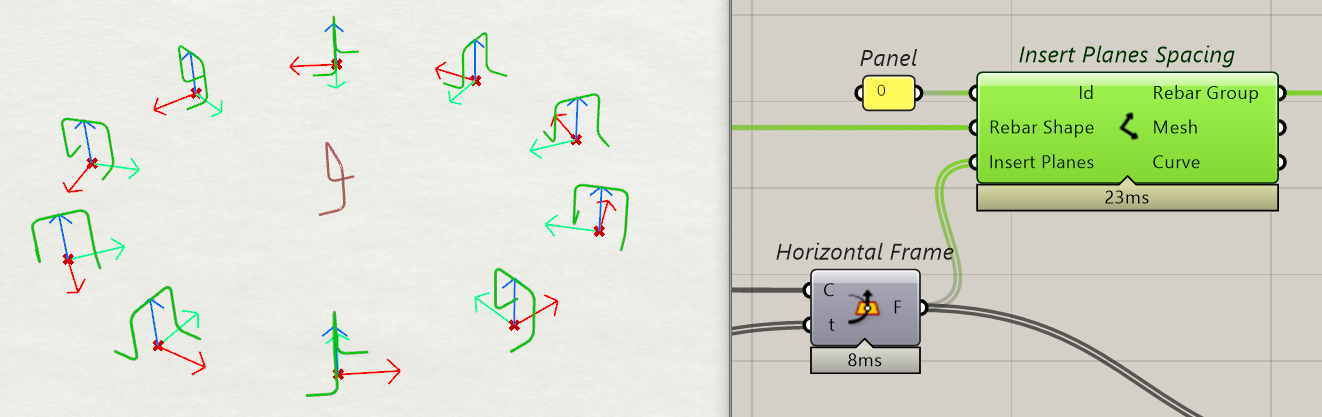 Panel
0
Insert Planes Spacing
Id
Rebar Shape
Insert Planes
Rebar Group
Mesh
Curve
23ms
Horizontal Frame
C
t
F
8ms